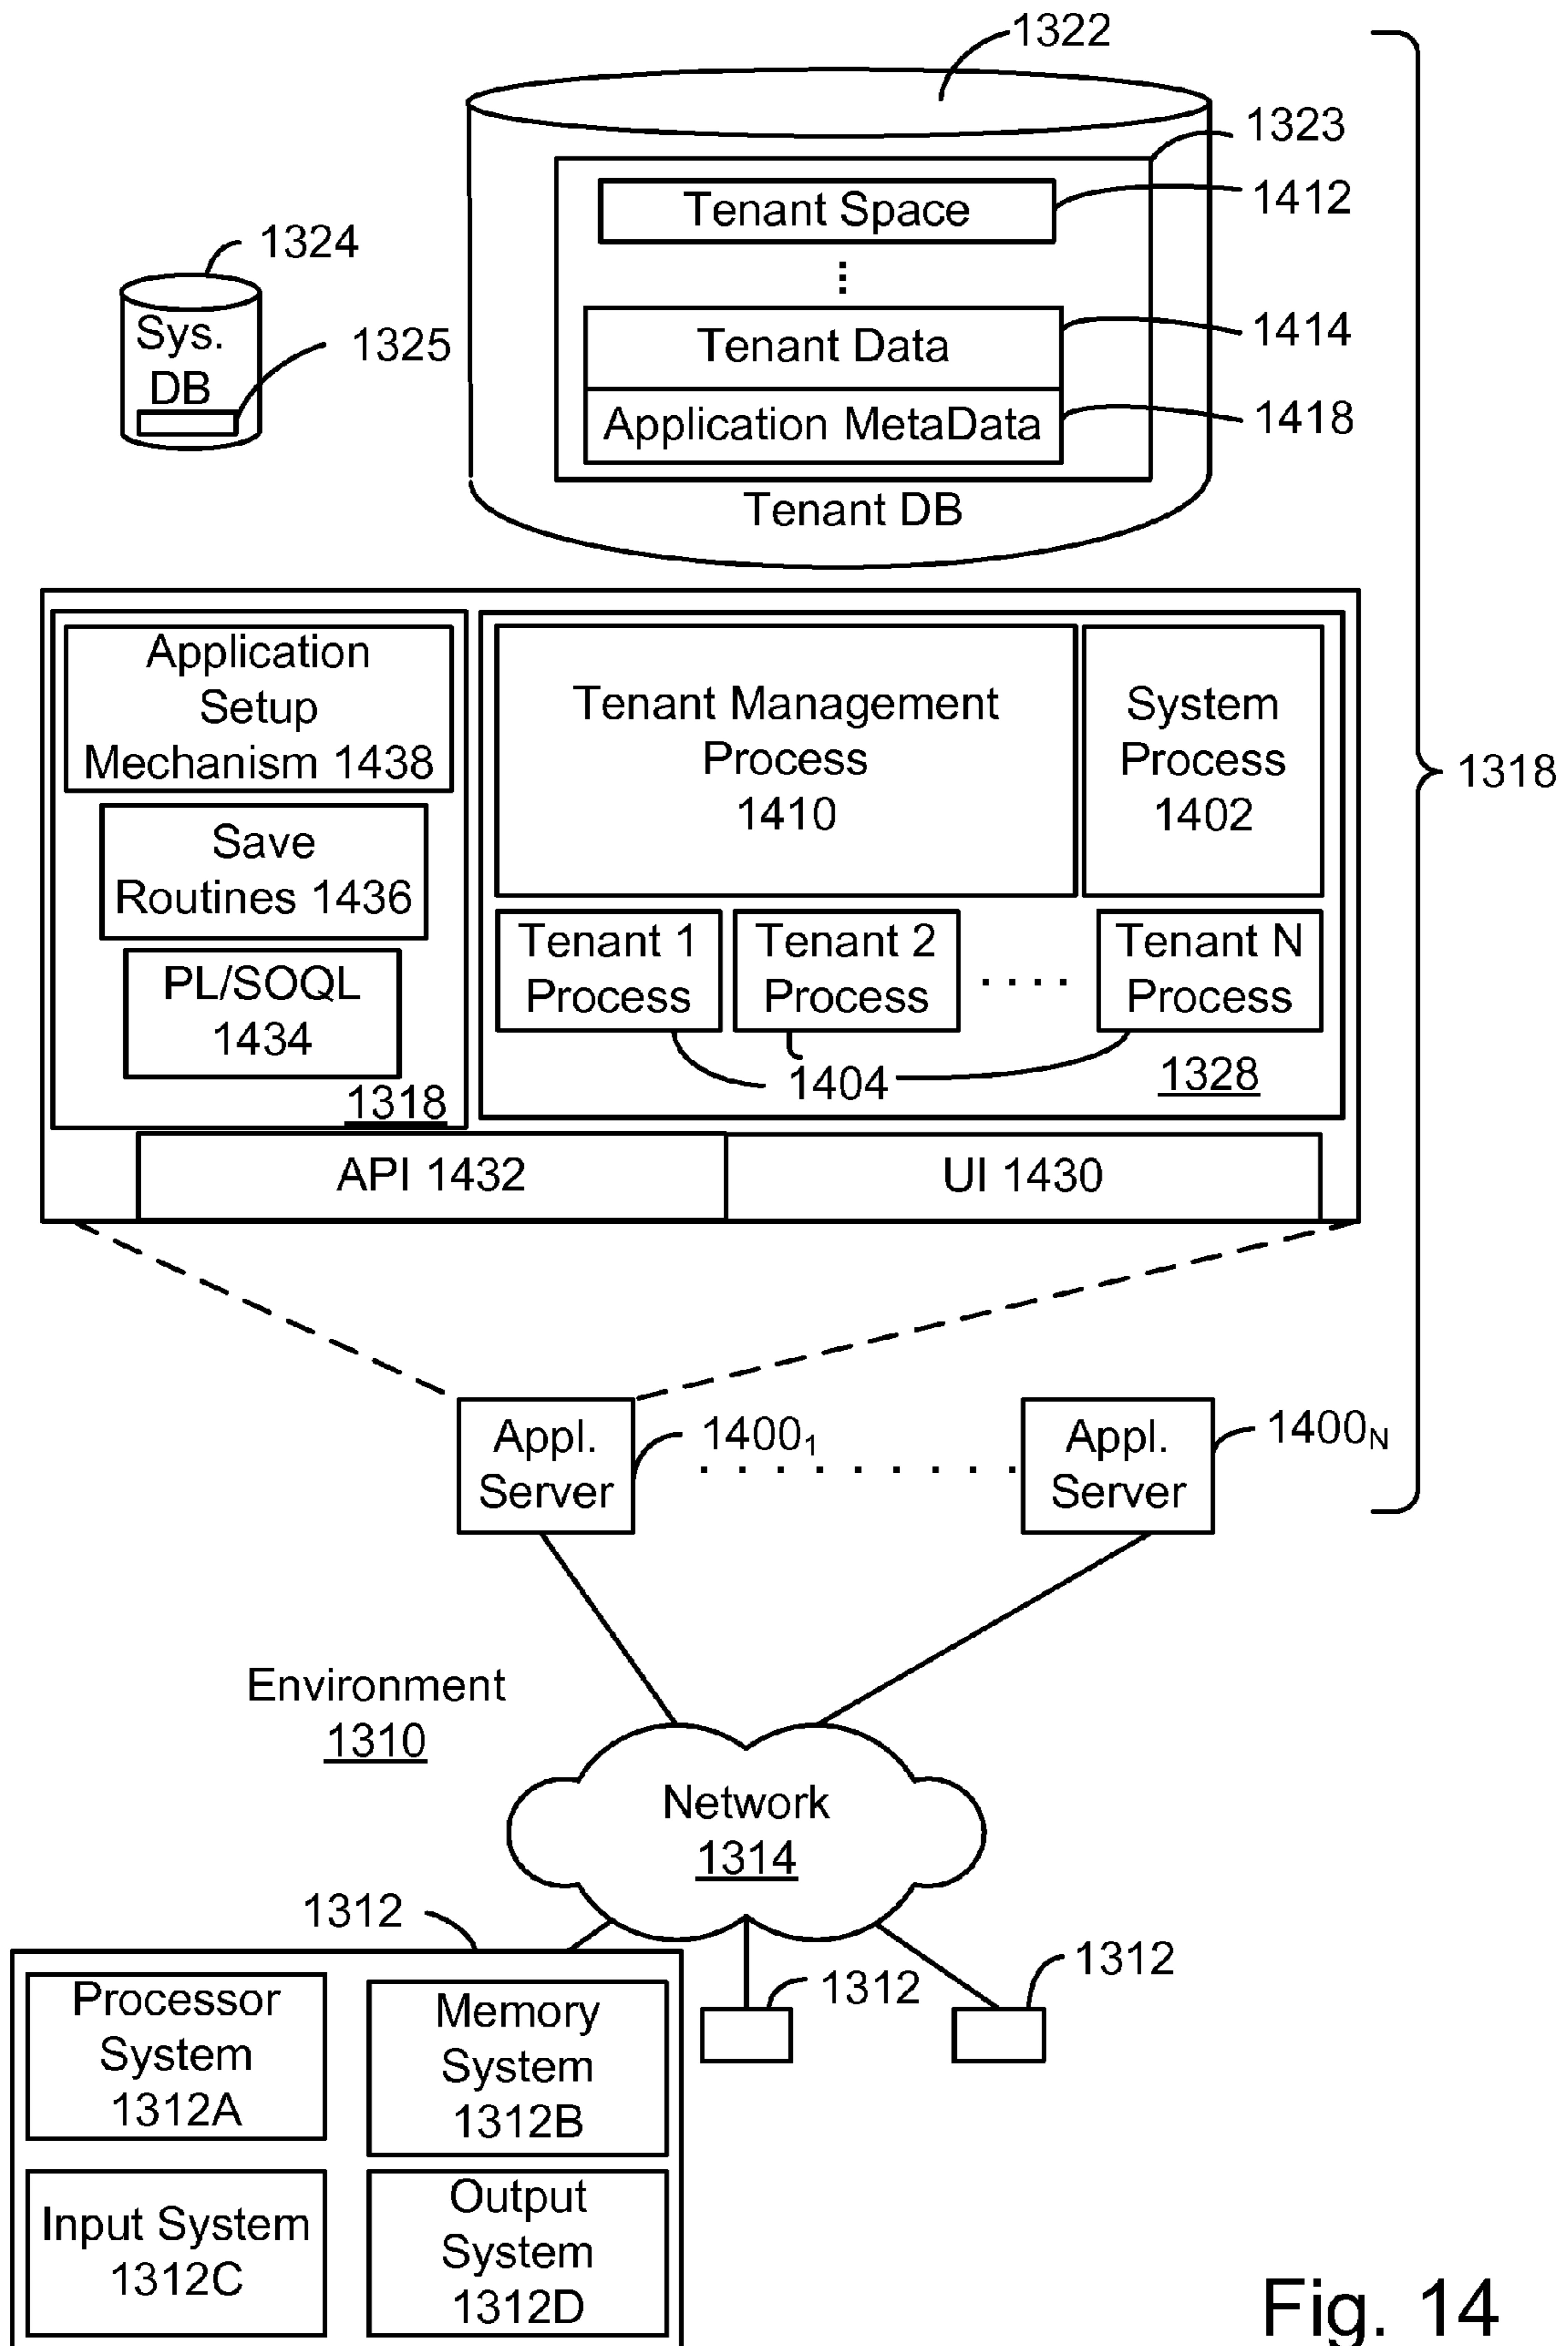 1322
1323
Tenant Space
1412
1324
Sys.
DB
1325
Tenant Data
1414
Application MetaData
1418
Tenant DB
Application
Setup
Mechanism 1438
Save
Routines 1436
PL/SOQL
1434
1318
Tenant Management
Process
1410
System
Process
1402
Tenant 1
Process
Tenant 2
Process
Tenant N
Process
1404
1328
1318
API 1432
UI 1430
Appl.
Server
1400₁
Appl.
Server
1400N
Environment
1310
Network
1314
1312
1312
1312
Processor
System
1312A
Memory
System
1312B
Input System
1312C
Output
System
1312D
Fig. 14